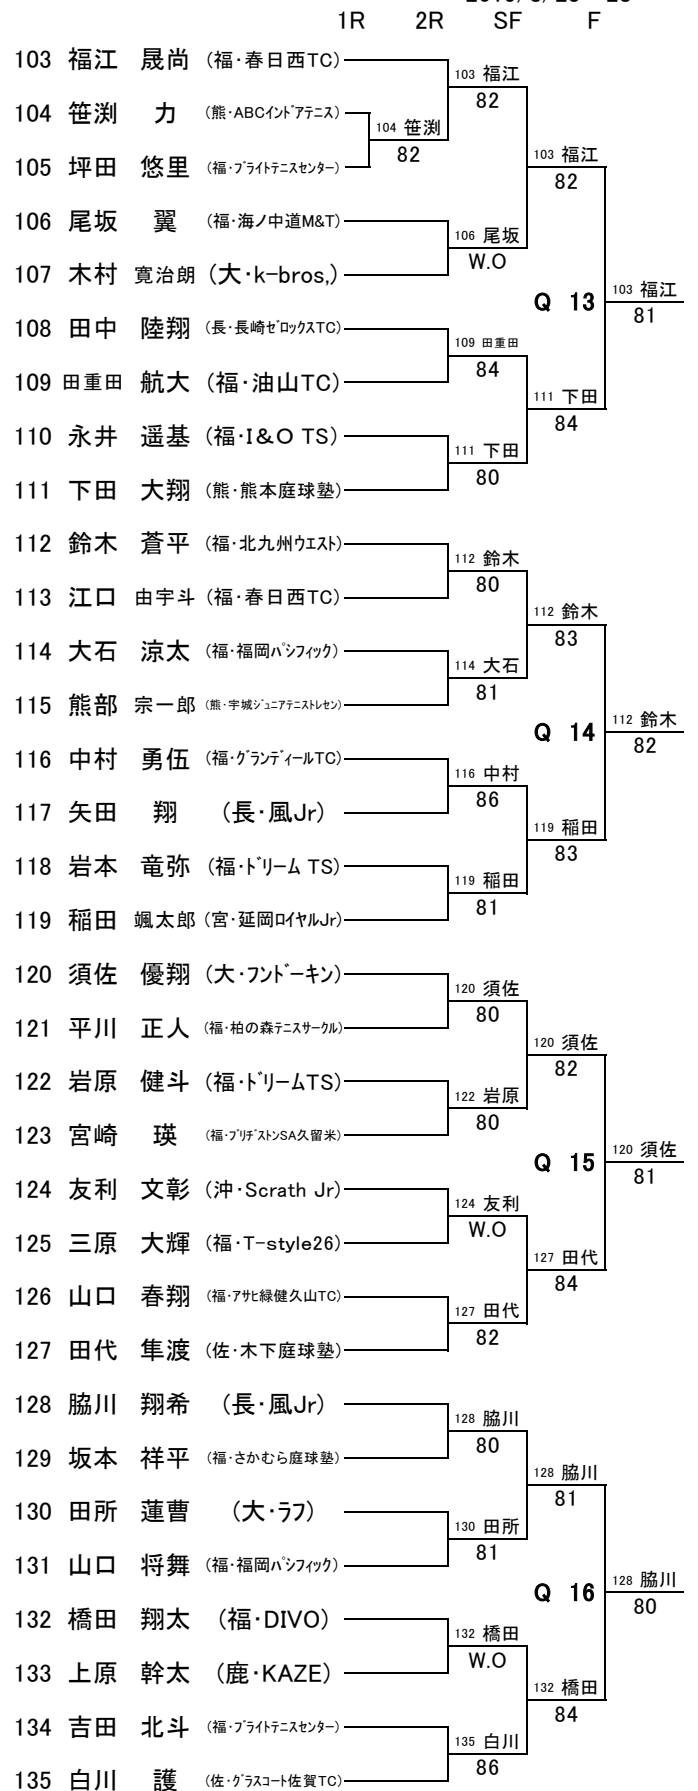 1R 2R SF F
103 福江 晟尚 (福・春日西TC)
103 福江
82
104 笹渕 力 (熊・ABCインドアテニス)
104 笹渕
82
103 福江
82
105 坪田 悠里 (福・ブライトテニスセンター)
106 尾坂 翼 (福・海ノ中道M&T)
106 尾坂
W.O
107 木村 寛治朗 (大・k-bros,)
Q 13
103 福江
81
108 田中 陸翔 (長・長崎ゼロックスTC)
109 田重田
84
109 田重田 航大 (福・油山TC)
111 下田
84
110 永井 遥基 (福・I&O TS)
111 下田
80
111 下田 大翔 (熊・熊本庭球塾)
112 鈴木 蒼平 (福・北九州ウエスト)
112 鈴木
80
113 江口 由宇斗 (福・春日西TC)
112 鈴木
83
114 大石 涼太 (福・福岡パシフィック)
114 大石
81
115 熊部 宗一郎 (熊・宇城ジュニアテニストレセン)
Q 14
112 鈴木
82
116 中村 勇伍 (福・グランディールTC)
116 中村
86
117 矢田 翔 (長・風Jr)
119 稲田
83
118 岩本 竜弥 (福・ドリーム TS)
119 稲田
81
119 稲田 颯太郎 (宮・延岡ロイヤルJr)
120 須佐 優翔 (大・フンドーキン)
120 須佐
80
121 平川 正人 (福・柏の森テニスサークル)
120 須佐
82
122 岩原 健斗 (福・ドリームTS)
122 岩原
80
123 宮崎 瑛 (福・ブリヂストンSA久留米)
Q 15
120 須佐
81
124 友利 文彰 (沖・Scrath Jr)
124 友利
W.O
125 三原 大輝 (福・T-style26)
127 田代
84
126 山口 春翔 (福・アサヒ緑健久山TC)
127 田代
82
127 田代 隼渡 (佐・木下庭球塾)
128 脇川 翔希 (長・風Jr)
128 脇川
80
129 坂本 祥平 (福・さかむら庭球塾)
128 脇川
81
130 田所 蓮曹 (大・ラフ)
130 田所
81
131 山口 将舞 (福・福岡パシフィック)
Q 16
128 脇川
80
132 橋田 翔太 (福・DIVO)
132 橋田
W.O
133 上原 幹太 (鹿・KAZE)
132 橋田
84
134 吉田 北斗 (福・ブライトテニスセンター)
135 白川
86
135 白川 護 (佐・グラスコート佐賀TC)